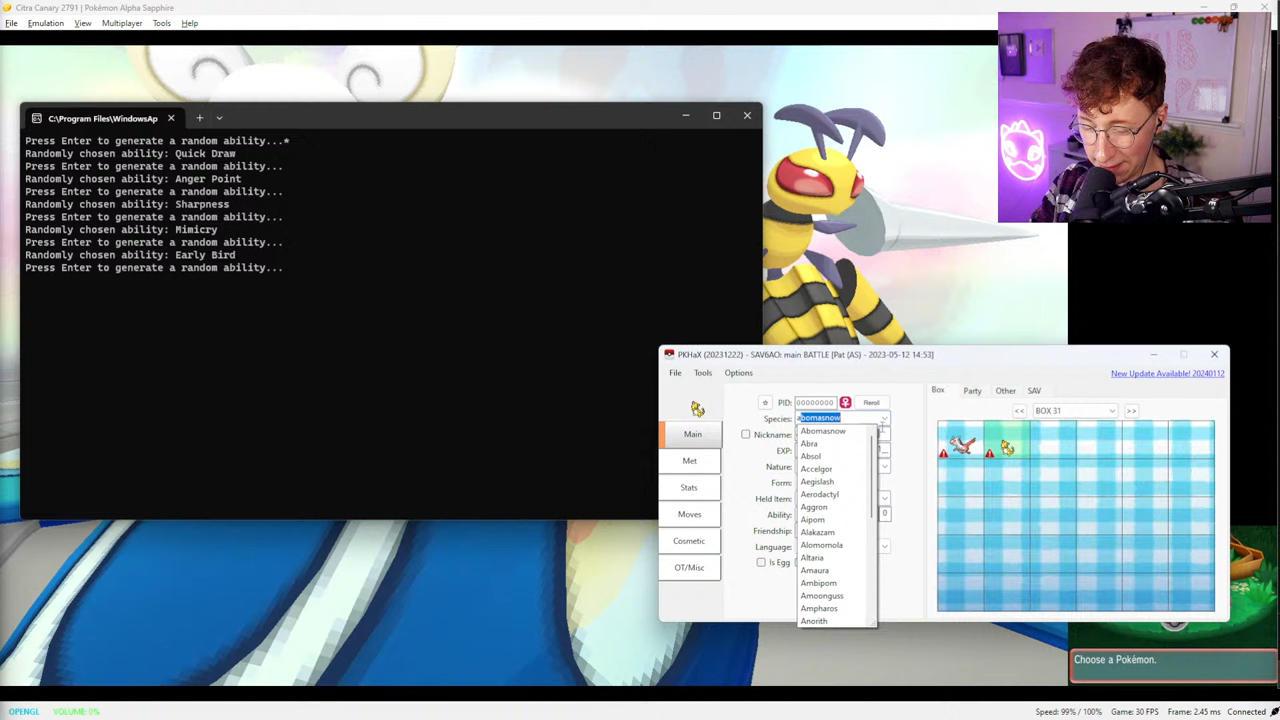 Citra Canary 2791 | Pokémon Alpha Sapphire
File Emulation View Multiplayer Tools Help
C:\Program Files\WindowsAp
Press Enter to generate a random ability...*
Randomly chosen ability: Quick Draw
Press Enter to generate a random ability...
Randomly chosen ability: Anger Point
Press Enter to generate a random ability...
Randomly chosen ability: Sharpness
Press Enter to generate a random ability...
Randomly chosen ability: Mimicry
Press Enter to generate a random ability...
Randomly chosen ability: Early Bird
Press Enter to generate a random ability...
PKHaX (20231222) - SAV6AO: main BATTLE [Pat (AS) - 2023-05-12 14:53]
File Tools Options
New Update Available! 20240112
Main
Met
Stats
Moves
Cosmetic
OT/Misc
PID: 00000000 Reroll
Species: abomasnow
Nickname:
EXP:
Nature:
Form:
Held Item:
Ability: 0
Friendship:
Language:
Is Egg
Abomasnow
Abra
Absol
Accelgor
Aegislash
Aerodactyl
Aggron
Aipom
Alakazam
Alomomola
Altaria
Amaura
Ambipom
Amoonguss
Ampharos
Anorith
Box Party Other SAV
<< BOX 31 >>
Choose a Pokémon.
OPENGL VOLUME: 0% Speed: 99% / 100% Game: 30 FPS Frame: 2.45 ms Connected